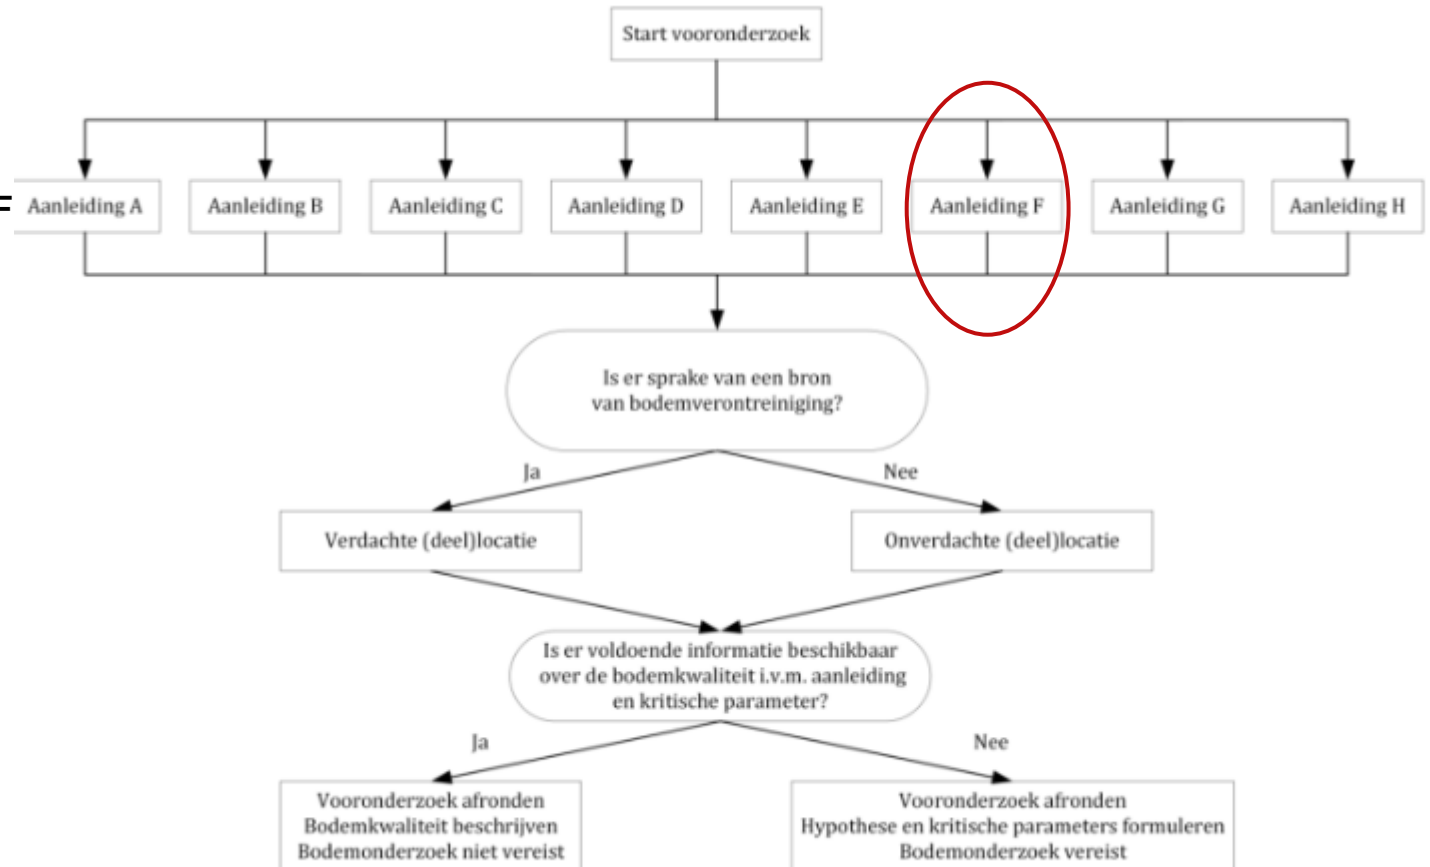 Start vooronderzoek
Aanleiding A
Aanleiding B
Aanleiding C
Aanleiding D
Aanleiding E
Aanleiding F
Aanleiding G
Aanleiding H
Is er sprake van een bron
van bodemverontreiniging?
Ja
Nee
Verdachte (deel)locatie
Onverdachte (deel)locatie
Is er voldoende informatie beschikbaar
over de bodemkwaliteit i.v.m. aanleiding
en kritische parameter?
Ja
Nee
Vooronderzoek afronden
Bodemkwaliteit beschrijven
Bodemonderzoek niet vereist
Vooronderzoek afronden
Hypothese en kritische parameters formuleren
Bodemonderzoek vereist